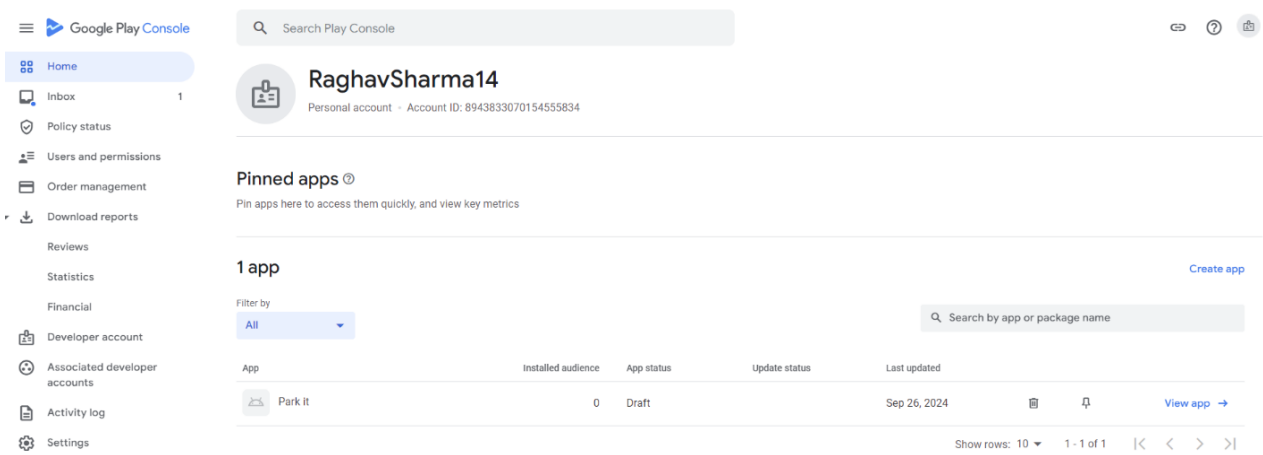 Google Play Console
Search Play Console
Home
Inbox 1
Policy status
Users and permissions
Order management
Download reports
Reviews
Statistics
Financial
Developer account
Associated developer
accounts
Activity log
Settings
RaghavSharma14
Personal account - Account ID: 8943833070154555834
Pinned apps
Pin apps here to access them quickly, and view key metrics
1 app
Create app
Filter by
All
Search by app or package name
App Installed audience App status Update status Last updated
Park it 0 Draft Sep 26, 2024 View app →
Show rows: 10 1 - 1 of 1